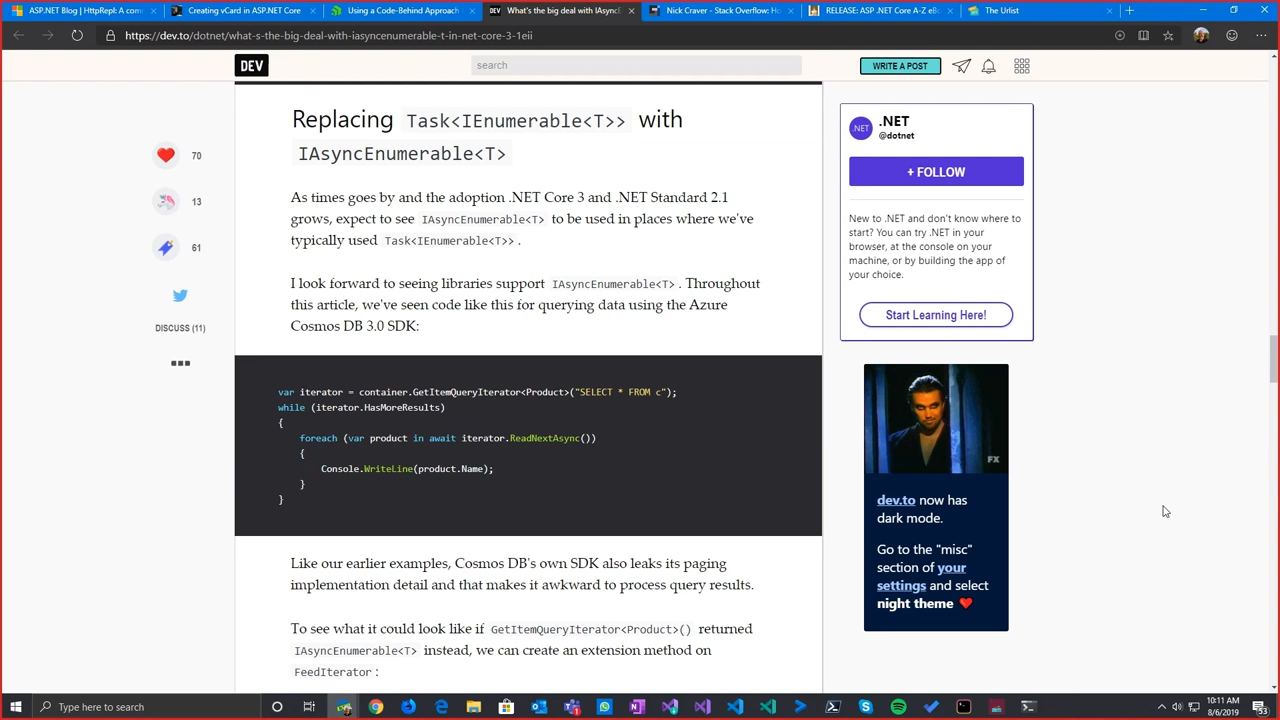 ASP.NET Blog | HttpRepl: A comm
Creating vCard in ASP.NET Core
Using a Code-Behind Approach
What's the big deal with IAsyncE
Nick Craver - Stack Overflow: Ho
RELEASE: ASP .NET Core A-Z eBo
The Urlist
https://dev.to/dotnet/what-s-the-big-deal-with-iasyncenumerable-t-in-net-core-3-1eii
DEV
search
WRITE A POST
Replacing Task<IEnumerable<T>> with
IAsyncEnumerable<T>
70
13
61
DISCUSS (11)
As times goes by and the adoption .NET Core 3 and .NET Standard 2.1
grows, expect to see IAsyncEnumerable<T> to be used in places where we've
typically used Task<IEnumerable<T>>.
I look forward to seeing libraries support IAsyncEnumerable<T>. Throughout
this article, we've seen code like this for querying data using the Azure
Cosmos DB 3.0 SDK:
var iterator = container.GetItemQueryIterator<Product>("SELECT * FROM c");
while (iterator.HasMoreResults)
{
foreach (var product in await iterator.ReadNextAsync())
{
Console.WriteLine(product.Name);
}
}
Like our earlier examples, Cosmos DB's own SDK also leaks its paging
implementation detail and that makes it awkward to process query results.
To see what it could look like if GetItemQueryIterator<Product>() returned
IAsyncEnumerable<T> instead, we can create an extension method on
FeedIterator:
.NET
.NET
@dotnet
+ FOLLOW
New to .NET and don't know where to
start? You can try .NET in your
browser, at the console on your
machine, or by building the app of
your choice.
Start Learning Here!
FX
dev.to now has
dark mode.
Go to the "misc"
section of your
settings and select
night theme
Type here to search
10:11 AM
8/6/2019
53